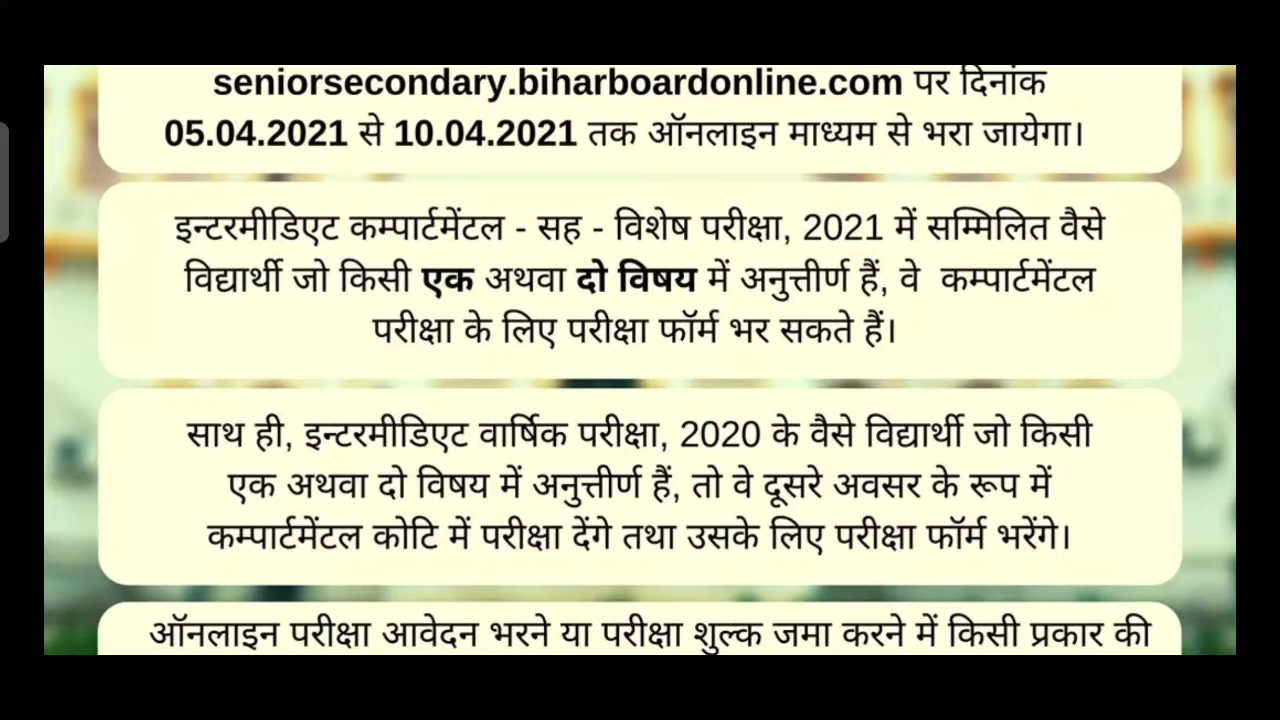 seniorsecondary.biharboardonline.com पर दिनांक
05.04.2021 से 10.04.2021 तक ऑनलाइन माध्यम से भरा जायेगा।
इन्टरमीडिएट कम्पार्टमेंटल - सह - विशेष परीक्षा, 2021 में सम्मिलित वैसे
विद्यार्थी जो किसी एक अथवा दो विषय में अनुत्तीर्ण हैं, वे कम्पार्टमेंटल
परीक्षा के लिए परीक्षा फॉर्म भर सकते हैं।
साथ ही, इन्टरमीडिएट वार्षिक परीक्षा, 2020 के वैसे विद्यार्थी जो किसी
एक अथवा दो विषय में अनुत्तीर्ण हैं, तो वे दूसरे अवसर के रूप में
कम्पार्टमेंटल कोटि में परीक्षा देंगे तथा उसके लिए परीक्षा फॉर्म भरेंगे।
ऑनलाइन परीक्षा आवेदन भरने या परीक्षा शुल्क जमा करने में किसी प्रकार की